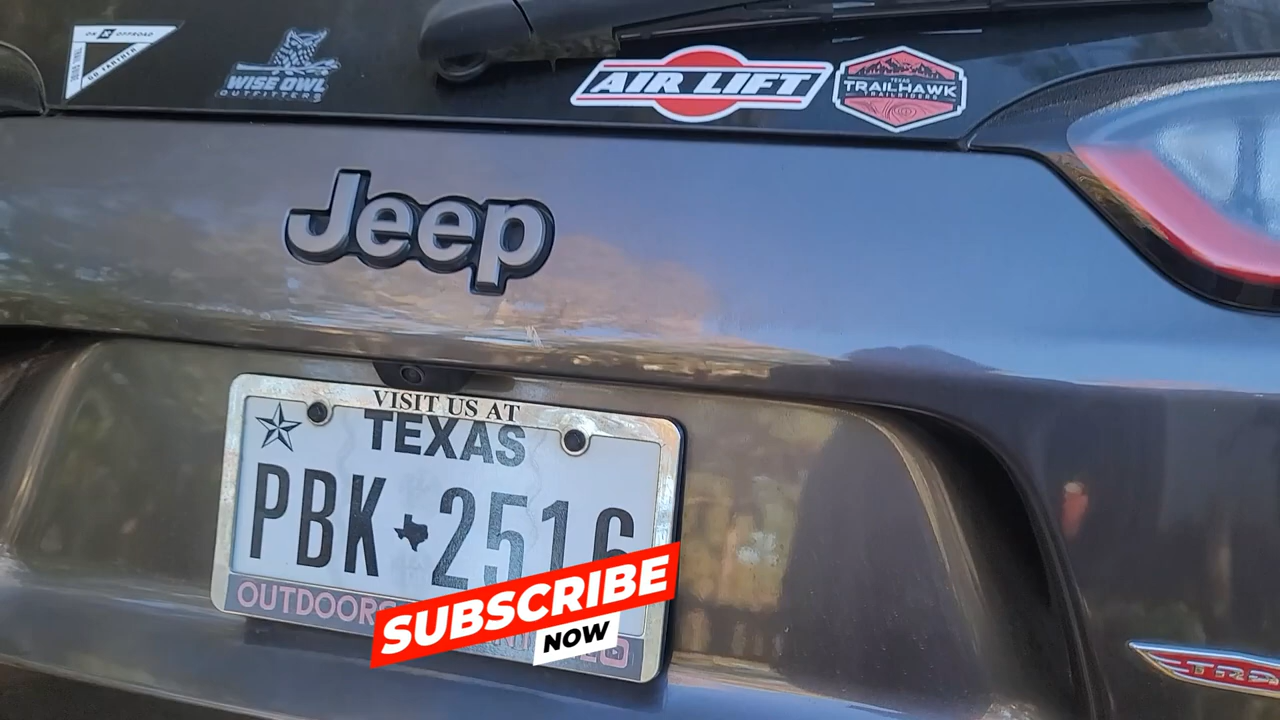 ON X OFFROAD
GO FARTHR
WISE OWL
OUTFITTERS
AIR LIFT
TEXAS
TRAILHAWK
TRAILRIDERS
Jeep
VISIT US AT
TEXAS
PBK 2516
OUTDOORS
SUBSCRIBE
NOW